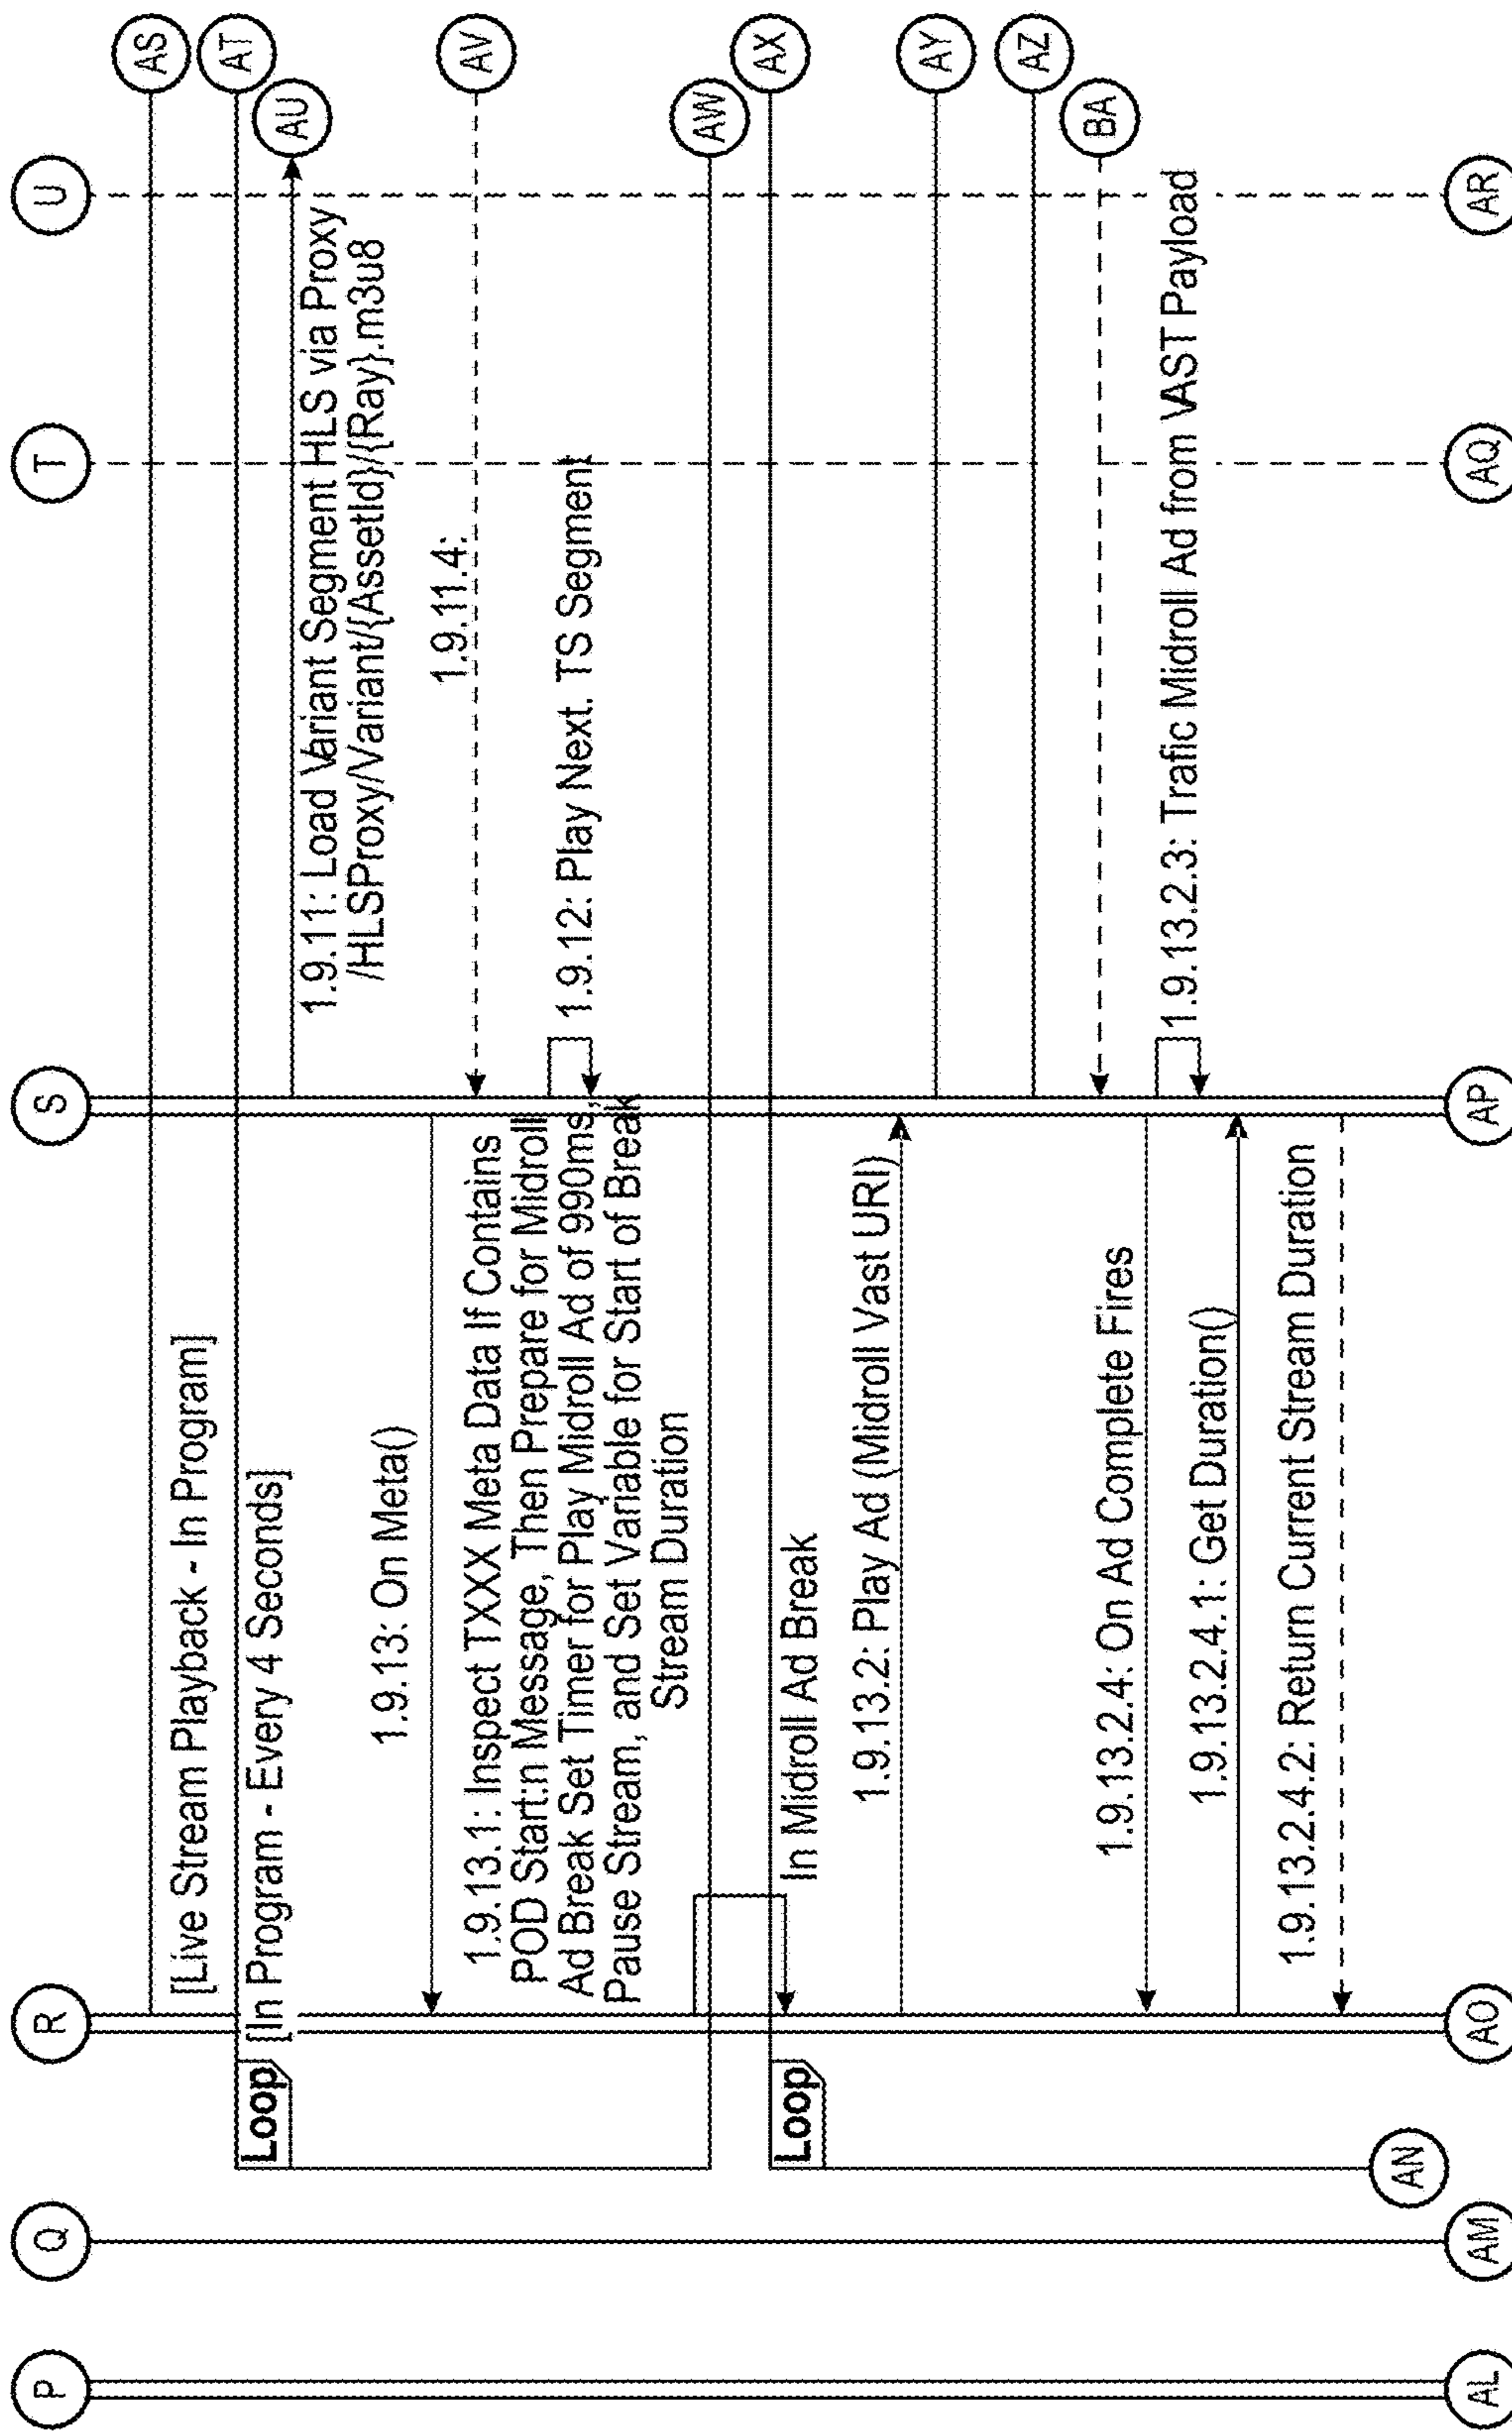 P
Q
R
S
T
U
AS
[Live Stream Playback - In Program]
AT
Loop
[In Program - Every 4 Seconds]
AU
1.9.11: Load Variant Segment HLS via Proxy
/HLSProxy/Variant/{AssetId}/{Ray}.m3u8
1.9.13: On Meta()
1.9.11.4:
AV
1.9.13.1: Inspect TXXX Meta Data If Contains
POD Start:n Message, Then Prepare for Midroll
Ad Break Set Timer for Play Midroll Ad of 990ms,
Pause Stream, and Set Variable for Start of Break
Stream Duration
1.9.12: Play Next. TS Segment
AW
AX
Loop
In Midroll Ad Break
1.9.13.2: Play Ad (Midroll Vast URI)
AY
AZ
BA
1.9.13.2.4: On Ad Complete Fires
1.9.13.2.3: Trafic Midroll Ad from VAST Payload
1.9.13.2.4.1: Get Duration()
1.9.13.2.4.2: Return Current Stream Duration
AN
AL
AM
AO
AP
AQ
AR